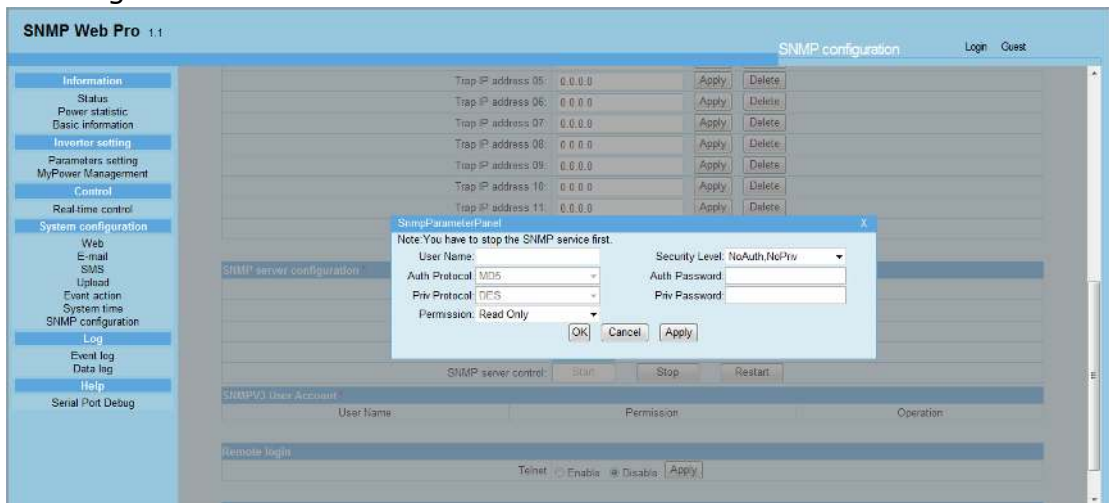 SNMP Web Pro 1.1
SNMP configuration Login Guest
Information
Status
Power statistic
Basic information
Inverter setting
Parameters setting
MyPower Management
Control
Real-time control
System configuration
Web
E-mail
SMS
Upload
Event action
System time
SNMP configuration
Log
Event log
Data log
Help
Serial Port Debug
Trap IP address 05: 0.0.0.0 Apply Delete
Trap IP address 06: 0.0.0.0 Apply Delete
Trap IP address 07: 0.0.0.0 Apply Delete
Trap IP address 08: 0.0.0.0 Apply Delete
Trap IP address 09: 0.0.0.0 Apply Delete
Trap IP address 10: 0.0.0.0 Apply Delete
Trap IP address 11: 0.0.0.0 Apply Delete
SnmpParameterPanel X
Note:You have to stop the SNMP service first.
User Name: Security Level: NoAuth,NoPriv
Auth Protocol: MD5 Auth Password:
Priv Protocol: DES Priv Password:
Permission: Read Only
OK Cancel Apply
SNMP server configuration
SNMP server control: Start Stop Restart
SNMPV3 User Account
User Name Permission Operation
Remote login
Telnet Enable Disable Apply